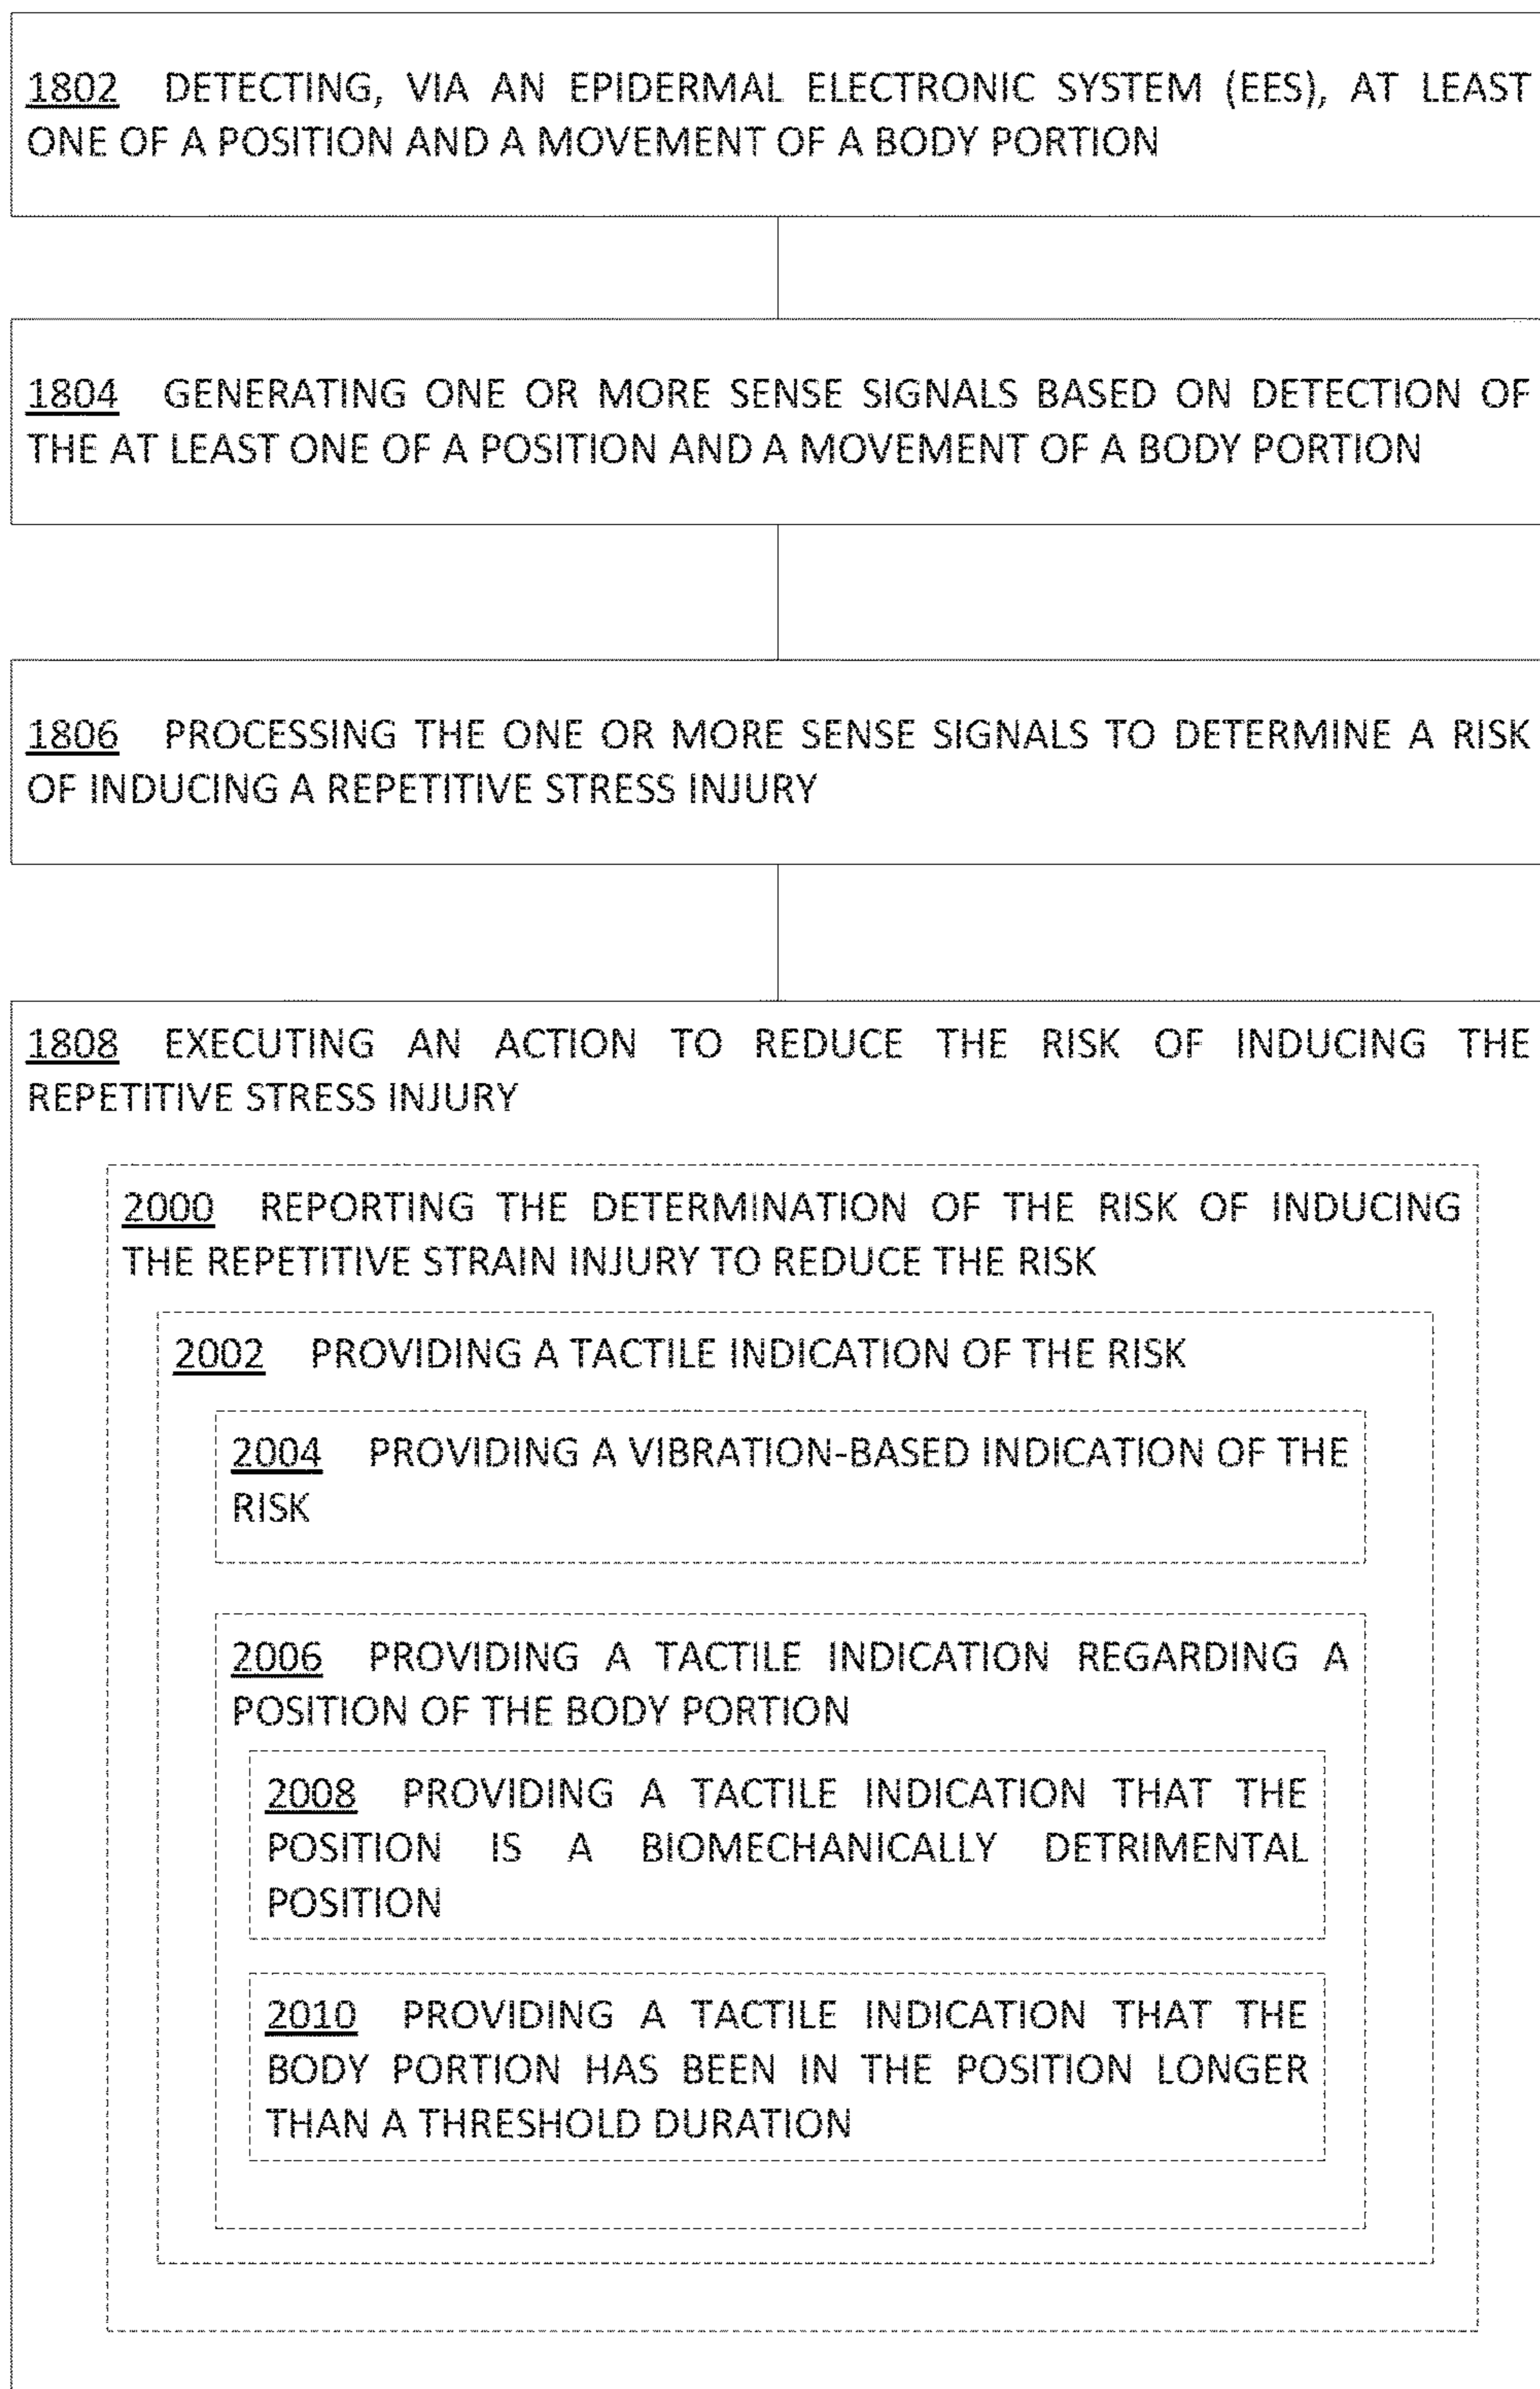 1802 DETECTING, VIA AN EPIDERMAL ELECTRONIC SYSTEM (EES), AT LEAST
ONE OF A POSITION AND A MOVEMENT OF A BODY PORTION
1804 GENERATING ONE OR MORE SENSE SIGNALS BASED ON DETECTION OF
THE AT LEAST ONE OF A POSITION AND A MOVEMENT OF A BODY PORTION
1806 PROCESSING THE ONE OR MORE SENSE SIGNALS TO DETERMINE A RISK
OF INDUCING A REPETITIVE STRESS INJURY
1808 EXECUTING AN ACTION TO REDUCE THE RISK OF INDUCING THE
REPETITIVE STRESS INJURY
2000 REPORTING THE DETERMINATION OF THE RISK OF INDUCING
THE REPETITIVE STRAIN INJURY TO REDUCE THE RISK
2002 PROVIDING A TACTILE INDICATION OF THE RISK
2004 PROVIDING A VIBRATION-BASED INDICATION OF THE
RISK
2006 PROVIDING A TACTILE INDICATION REGARDING A
POSITION OF THE BODY PORTION
2008 PROVIDING A TACTILE INDICATION THAT THE
POSITION IS A BIOMECHANICALLY DETRIMENTAL
POSITION
2010 PROVIDING A TACTILE INDICATION THAT THE
BODY PORTION HAS BEEN IN THE POSITION LONGER
THAN A THRESHOLD DURATION